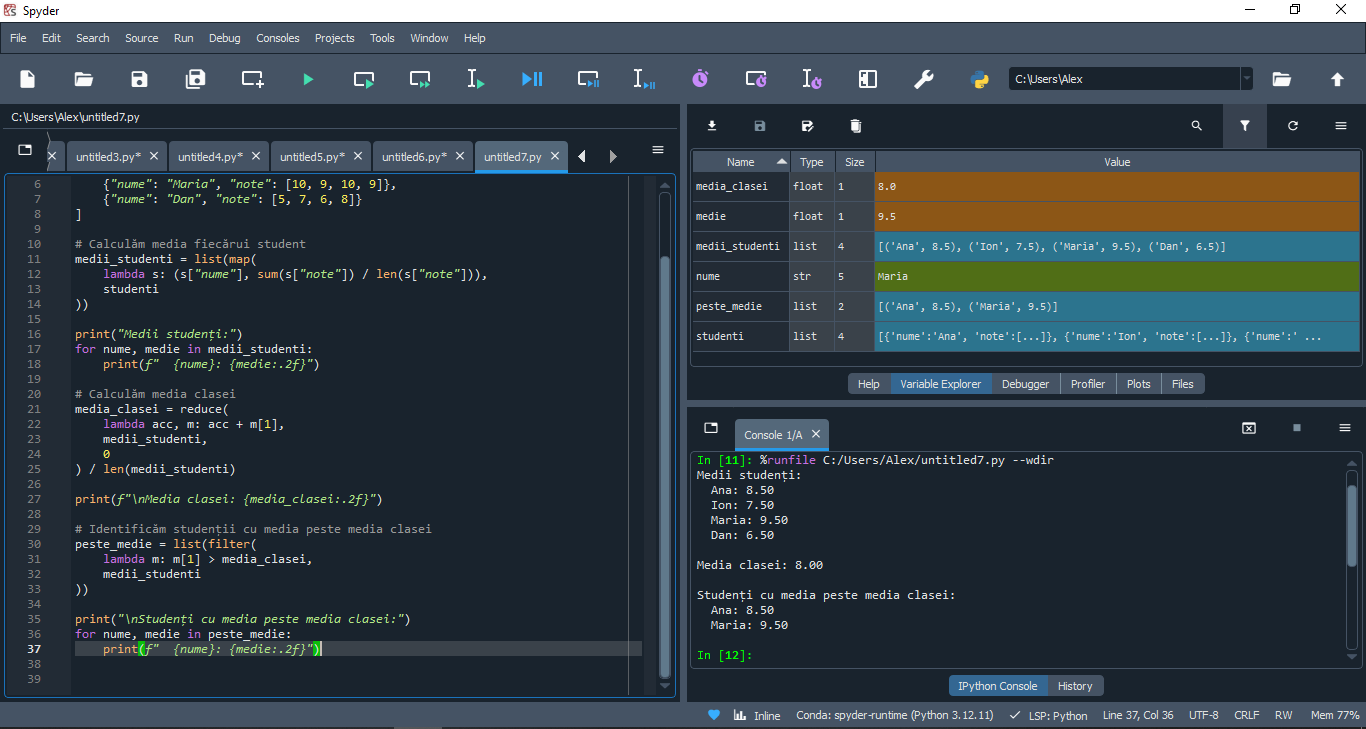 Spyder
File Edit Search Source Run Debug Consoles Projects Tools Window Help
C:\Users\Alex
C:\Users\Alex\untitled7.py
untitled3.py* untitled4.py* untitled5.py* untitled6.py* untitled7.py
6 {"nume": "Maria", "note": [10, 9, 10, 9]},
7 {"nume": "Dan", "note": [5, 7, 6, 8]}
8 ]
9
10 # Calculăm media fiecărui student
11 medii_studenti = list(map(
12 lambda s: (s["nume"], sum(s["note"]) / len(s["note"])),
13 studenti
14 ))
15
16 print("Medii studenți:")
17 for nume, medie in medii_studenti:
18 print(f"  {nume}: {medie:.2f}")
19
20 # Calculăm media clasei
21 media_clasei = reduce(
22 lambda acc, m: acc + m[1],
23 medii_studenti,
24 0
25 ) / len(medii_studenti)
26
27 print(f"\nMedia clasei: {media_clasei:.2f}")
28
29 # Identificăm studenții cu media peste media clasei
30 peste_medie = list(filter(
31 lambda m: m[1] > media_clasei,
32 medii_studenti
33 ))
34
35 print("\nStudenți cu media peste media clasei:")
36 for nume, medie in peste_medie:
37 print(f"  {nume}: {medie:.2f}")
38
39
Name Type Size Value
media_clasei float 1 8.0
medie float 1 9.5
medii_studenti list 4 [('Ana', 8.5), ('Ion', 7.5), ('Maria', 9.5), ('Dan', 6.5)]
nume str 5 Maria
peste_medie list 2 [('Ana', 8.5), ('Maria', 9.5)]
studenti list 4 [{'nume':'Ana', 'note':[...]}, {'nume':'Ion', 'note':[...]}, {'nume':' ...
Help Variable Explorer Debugger Profiler Plots Files
Console 1/A
In [11]: %runfile C:/Users/Alex/untitled7.py --wdir
Medii studenți:
Ana: 8.50
Ion: 7.50
Maria: 9.50
Dan: 6.50
Media clasei: 8.00
Studenți cu media peste media clasei:
Ana: 8.50
Maria: 9.50
In [12]:
IPython Console History
Inline Conda: spyder-runtime (Python 3.12.11) LSP: Python Line 37, Col 36 UTF-8 CRLF RW Mem 77%